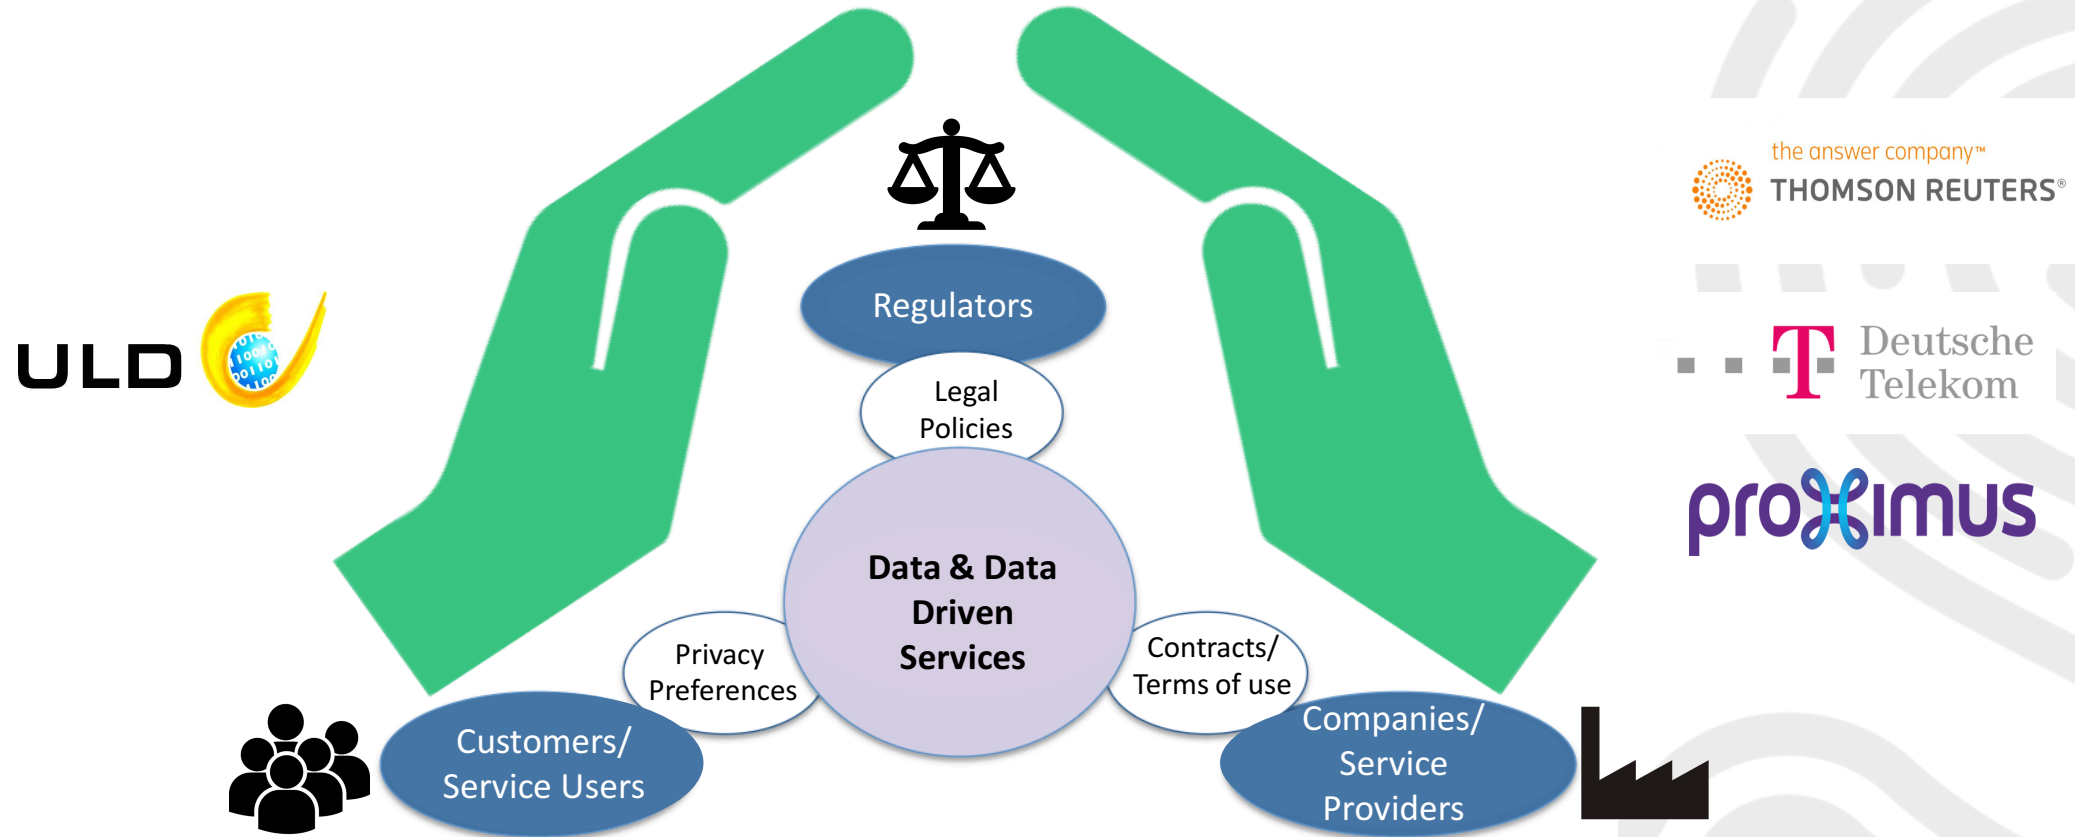 the answer company™
THOMSON REUTERS®
ULD
Regulators
Deutsche
Telekom
T
Legal
Policies
proximus
Data & Data
Driven
Services
Privacy
Preferences
Contracts/
Terms of use
Customers/
Service Users
Companies/
Service
Providers